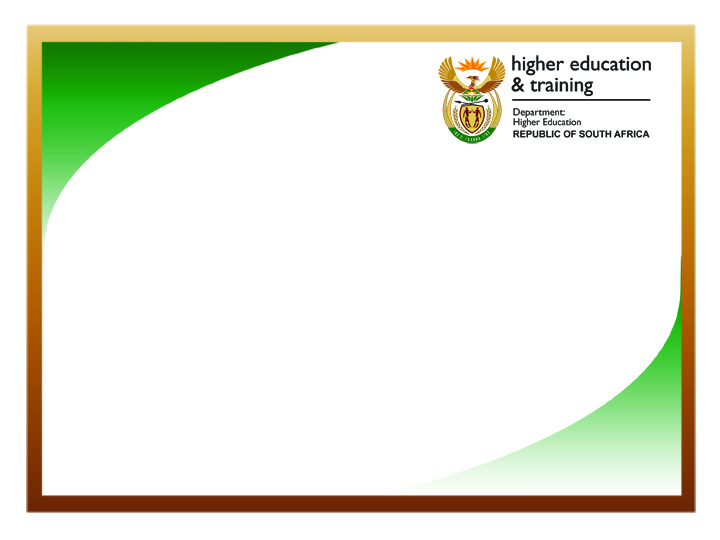 higher education
& training
Department:
Higher Education
REPUBLIC OF SOUTH AFRICA